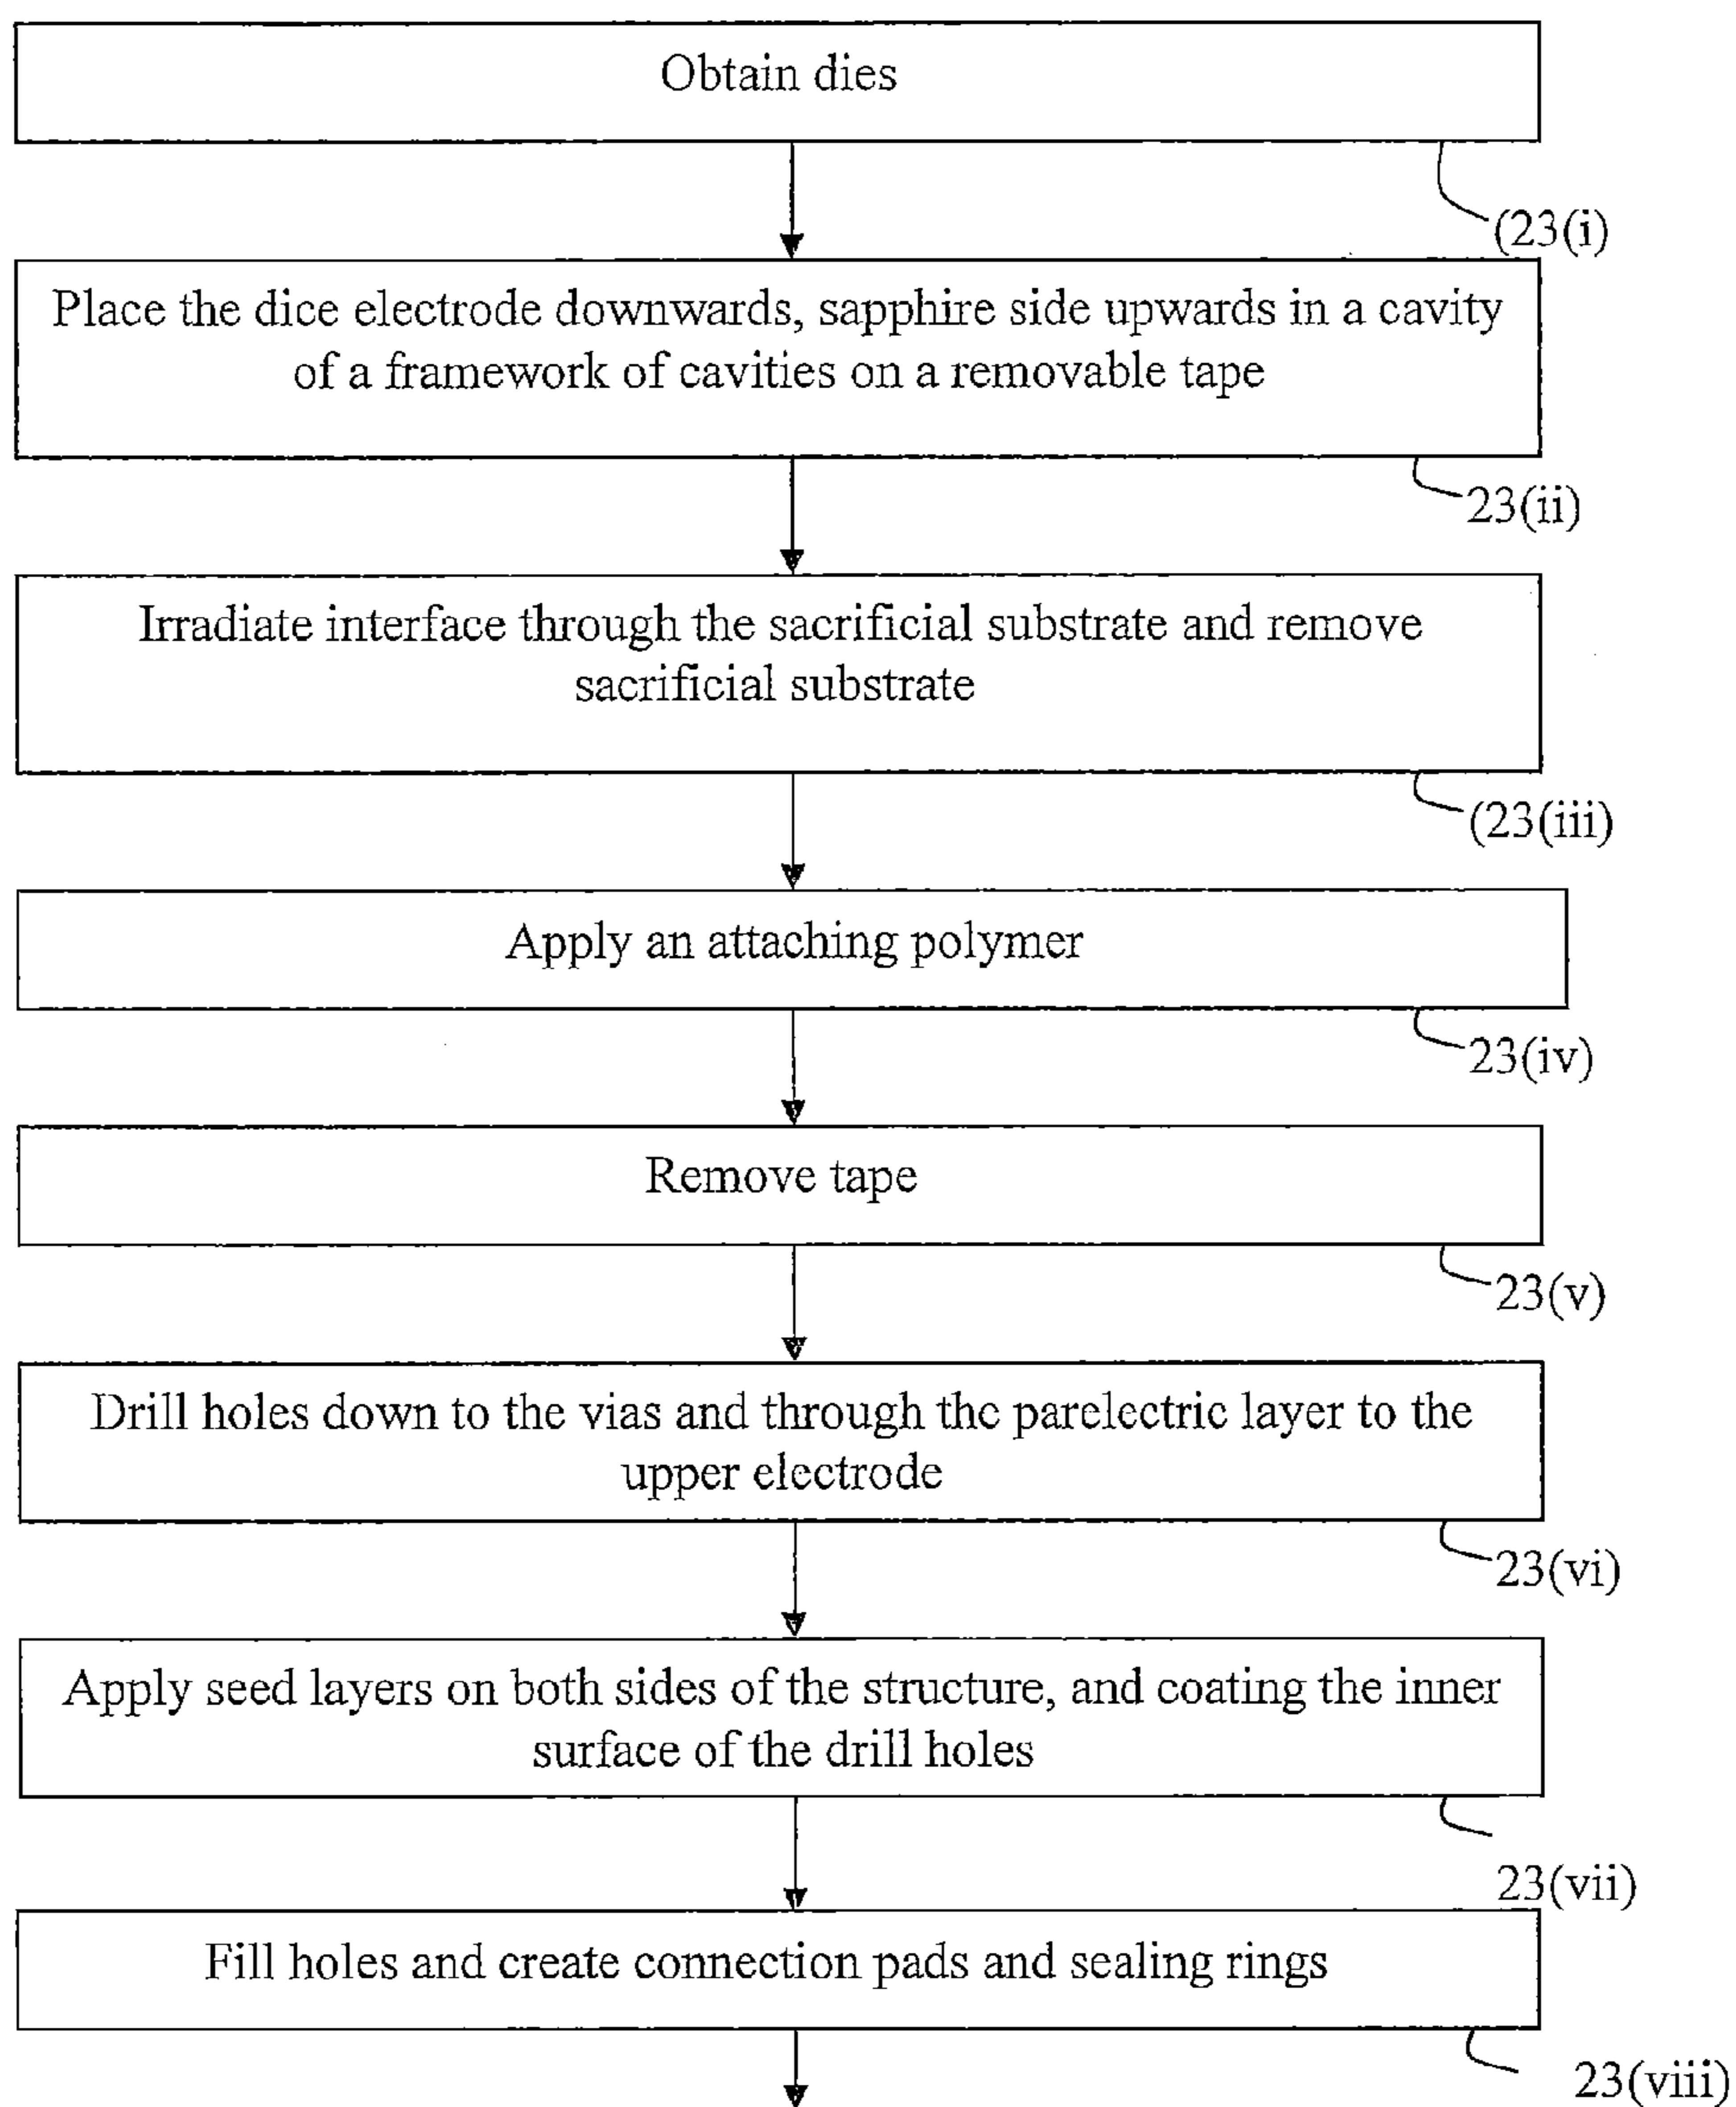 Obtain dies
(23(i)
Place the dice electrode downwards, sapphire side upwards in a cavity
of a framework of cavities on a removable tape
23(ii)
Irradiate interface through the sacrificial substrate and remove
sacrificial substrate
(23(iii)
Apply an attaching polymer
23(iv)
Remove tape
23(v)
Drill holes down to the vias and through the parelectric layer to the
upper electrode
23(vi)
Apply seed layers on both sides of the structure, and coating the inner
surface of the drill holes
23(vii)
Fill holes and create connection pads and sealing rings
23(viii)